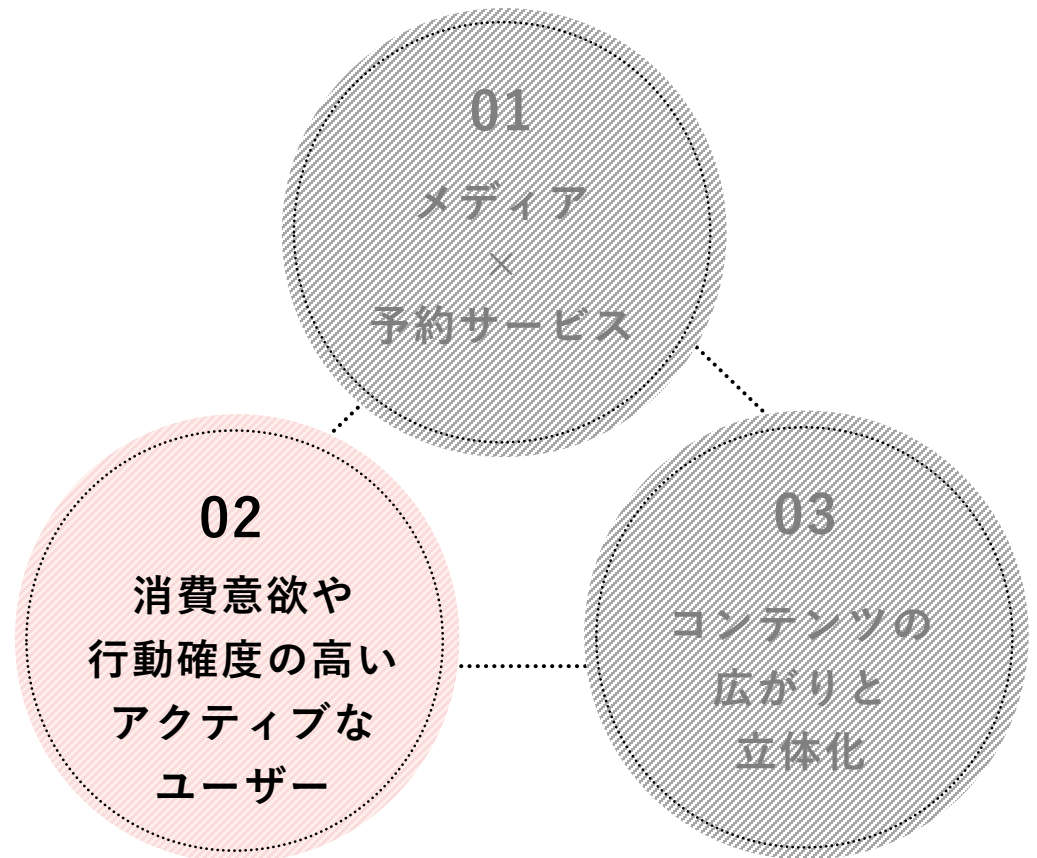 01
メディア
×
予約サービス
02
消費意欲や
行動確度の高い
アクティブな
ユーザー
03
コンテンツの
広がりと
立体化